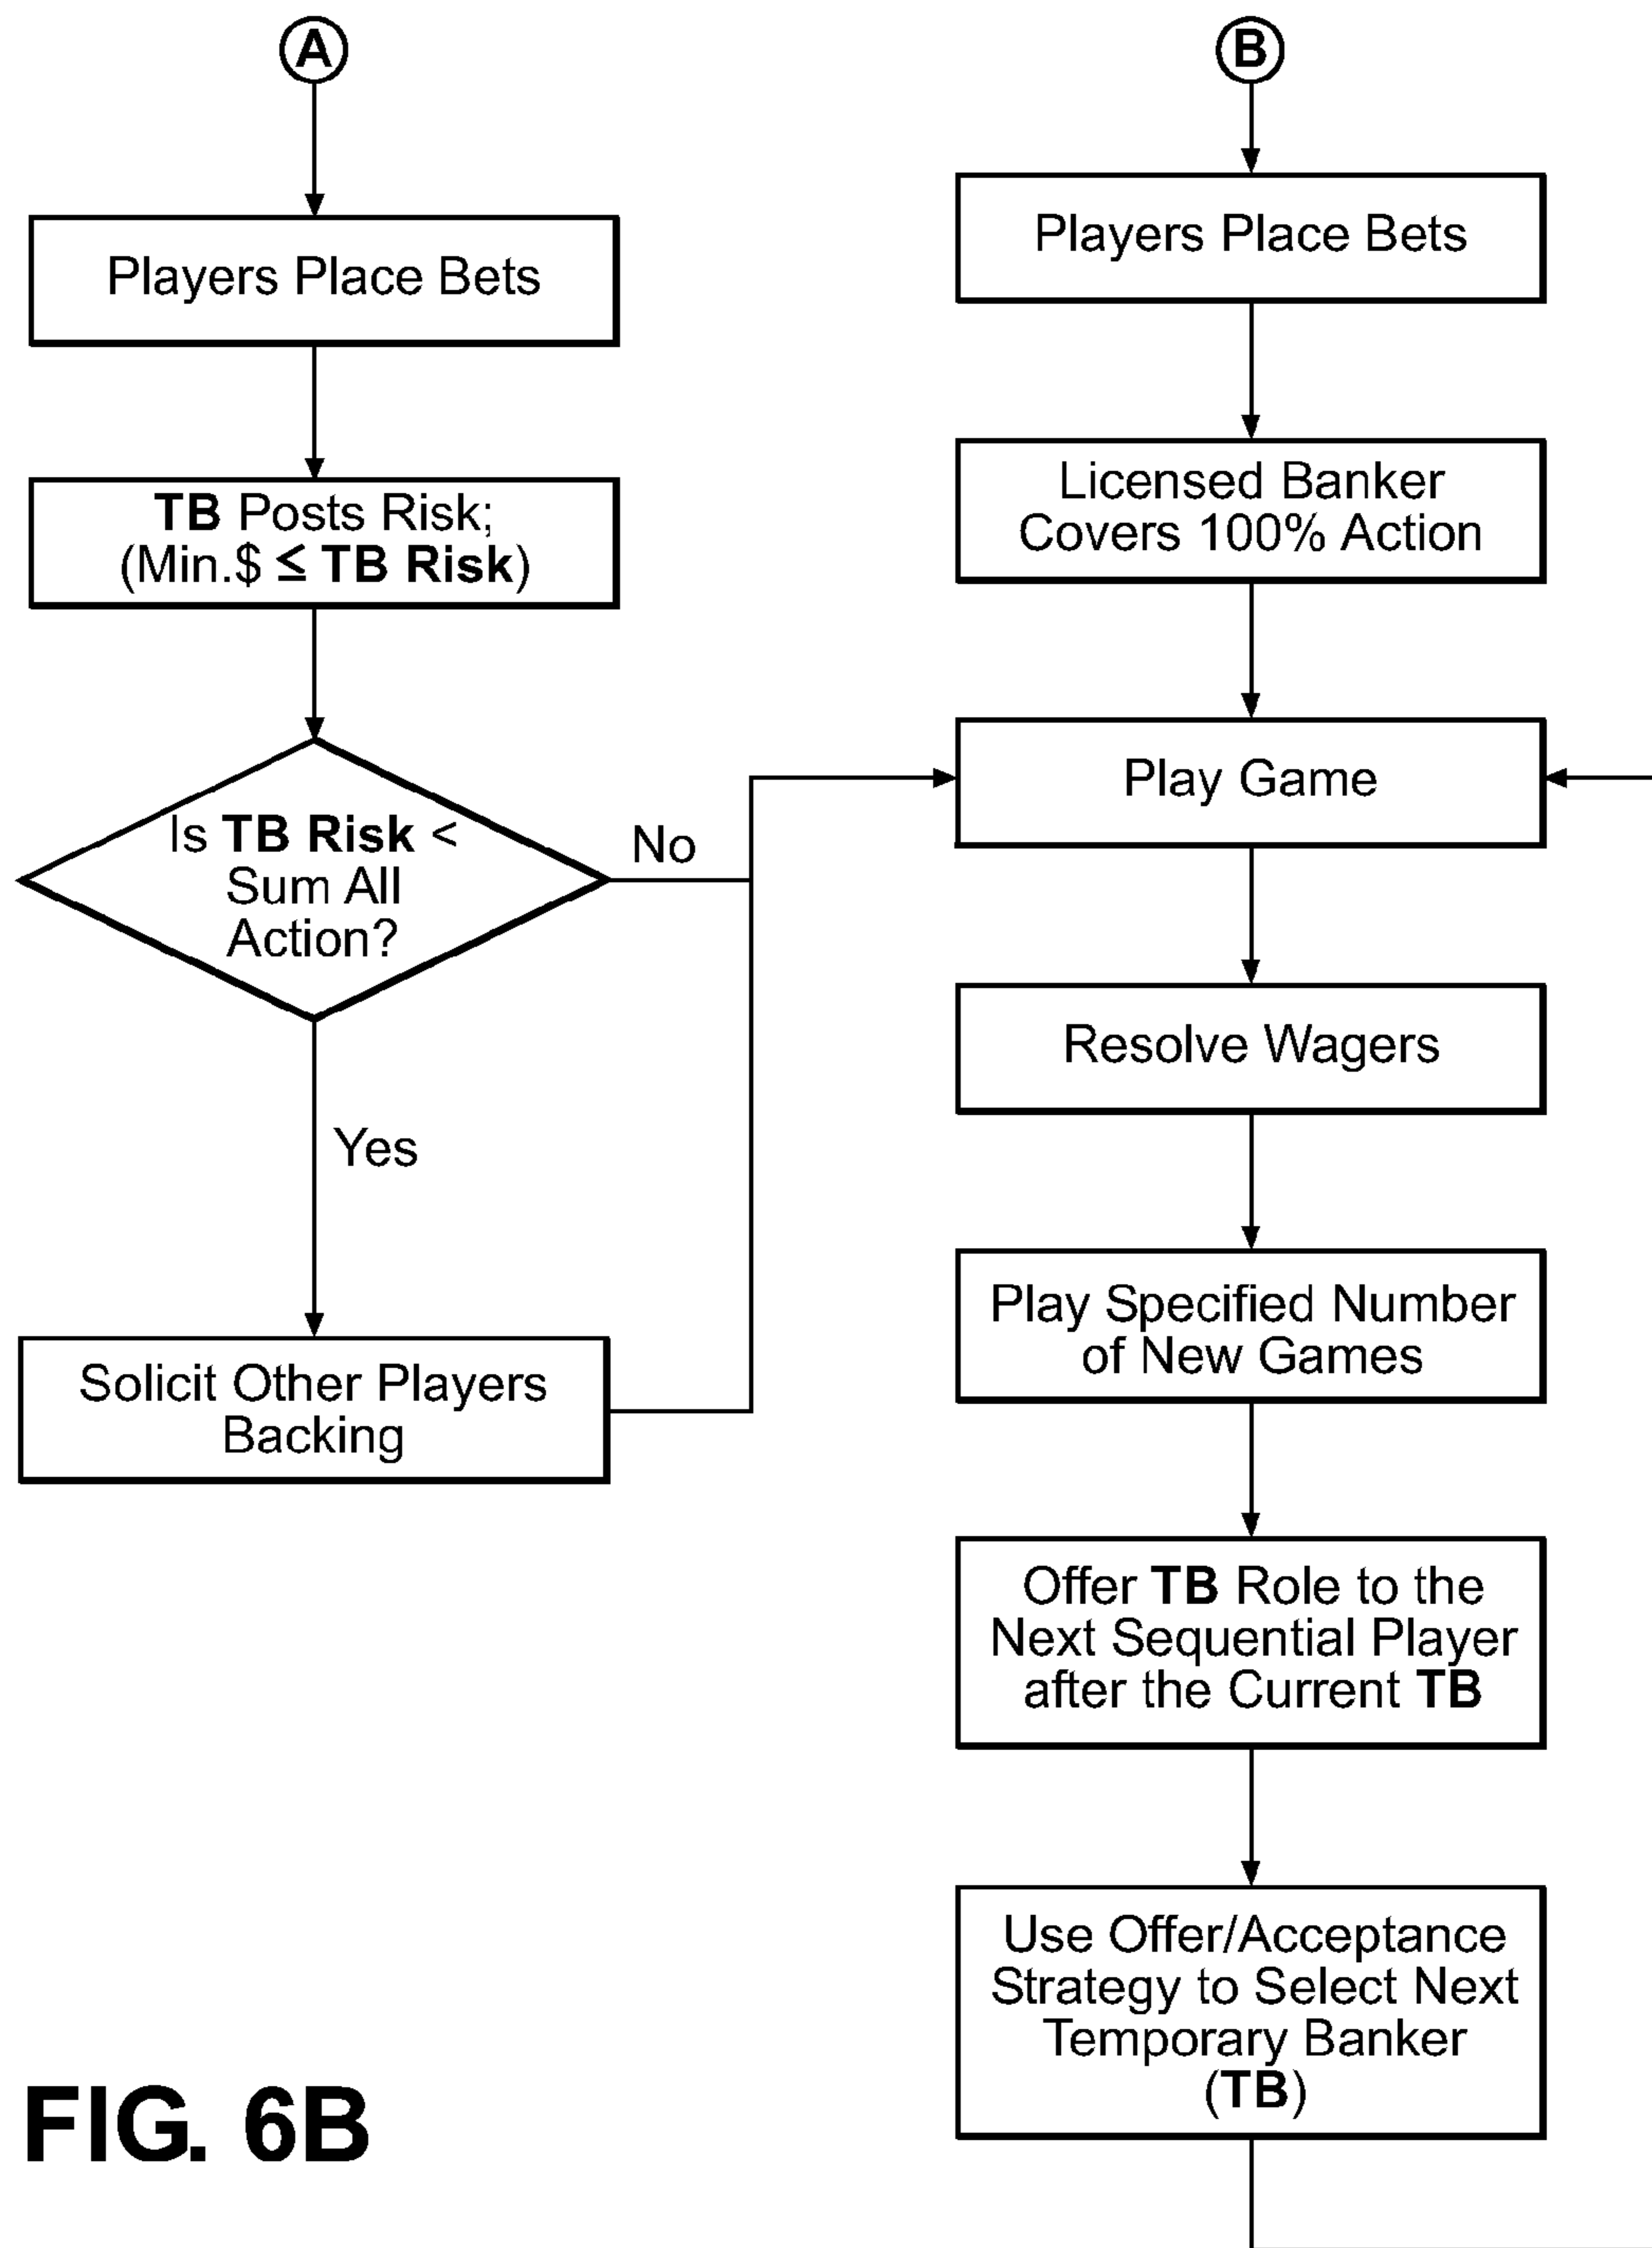 A
Players Place Bets
TB Posts Risk;
(Min.$ ≤ TB Risk)
Is TB Risk <
Sum All
Action?
No
Yes
Solicit Other Players
Backing
B
Players Place Bets
Licensed Banker
Covers 100% Action
Play Game
Resolve Wagers
Play Specified Number
of New Games
Offer TB Role to the
Next Sequential Player
after the Current TB
Use Offer/Acceptance
Strategy to Select Next
Temporary Banker
(TB)
FIG. 6B